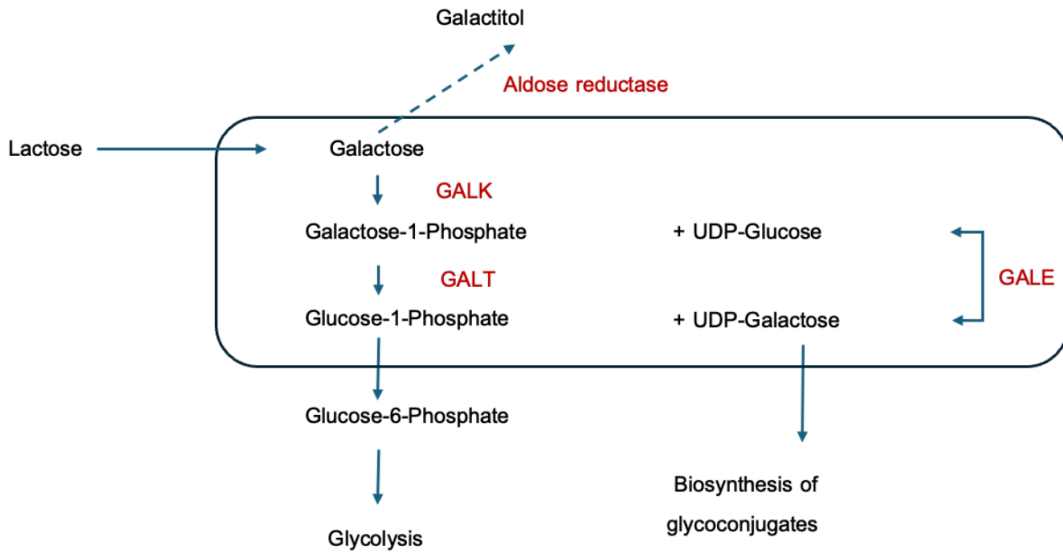 Galactitol
Aldose reductase
Lactose
Galactose
GALK
Galactose-1-Phosphate
+ UDP-Glucose
GALT
GALE
Glucose-1-Phosphate
+ UDP-Galactose
Glucose-6-Phosphate
Biosynthesis of
glycoconjugates
Glycolysis